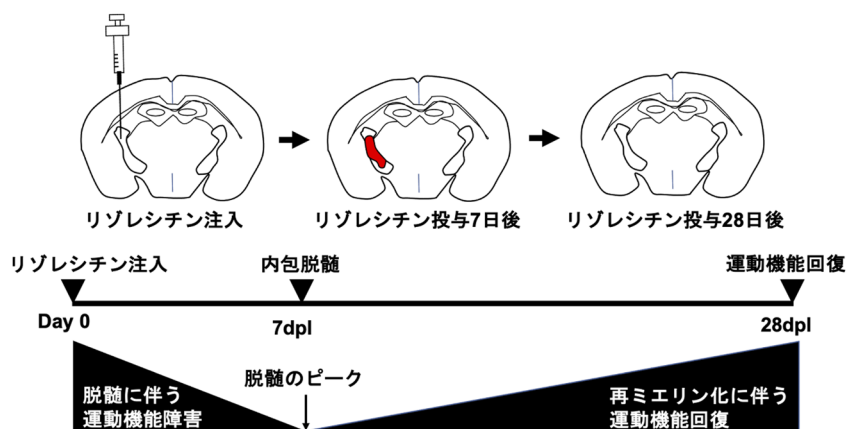 リゾレシチン注入
リゾレシチン投与7日後
リゾレシチン投与28日後
リゾレシチン注入
内包脱髄
運動機能回復
Day 0
7dpl
28dpl
脱髄に伴う
運動機能障害
脱髄のピーク
再ミエリン化に伴う
運動機能回復